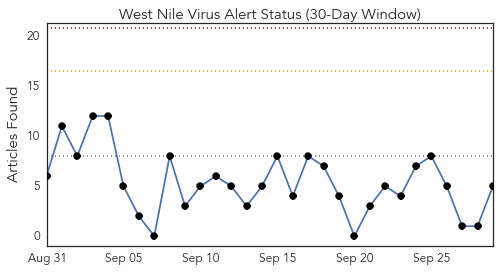 West Nile Virus Alert Status (30-Day Window)
Articles Found
20
15
10
5
0
Aug 31 Sep 05 Sep 10 Sep 15 Sep 20 Sep 25